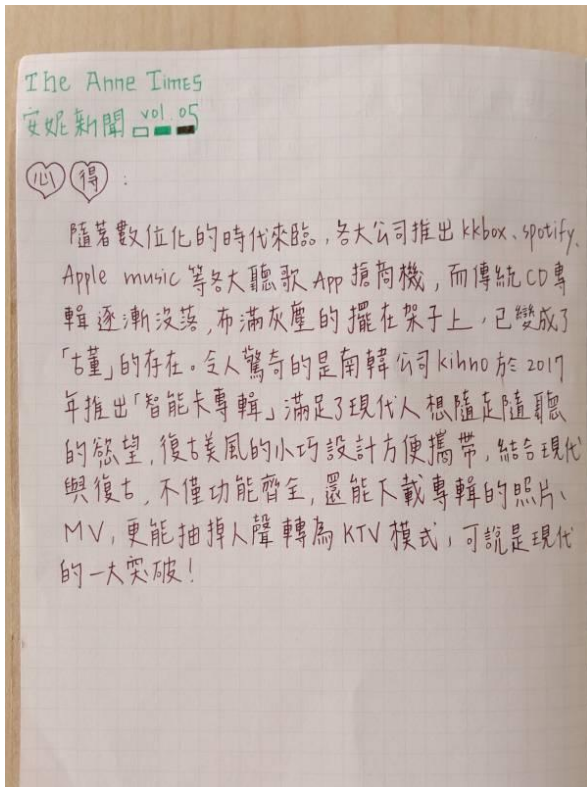 The Anne Times
安妮新聞 vol.05
心得：
隨著數位化的時代來臨，各大公司推出kkbox、spotify、
Apple music等各大聽歌App搶商機，而傳統CD專
輯逐漸沒落，布滿灰塵的擺在架子上，已變成了
「古董」的存在。令人驚奇的是南韓公司kihno於2017
年推出「智能卡專輯」滿足了現代人想隨走隨聽
的慾望，復古美風的小巧設計方便攜帶，結合現代
與復古，不僅功能齊全，還能下載專輯的照片、
MV，更能抽掉人聲轉為KTV模式，可說是現代
的一大突破！